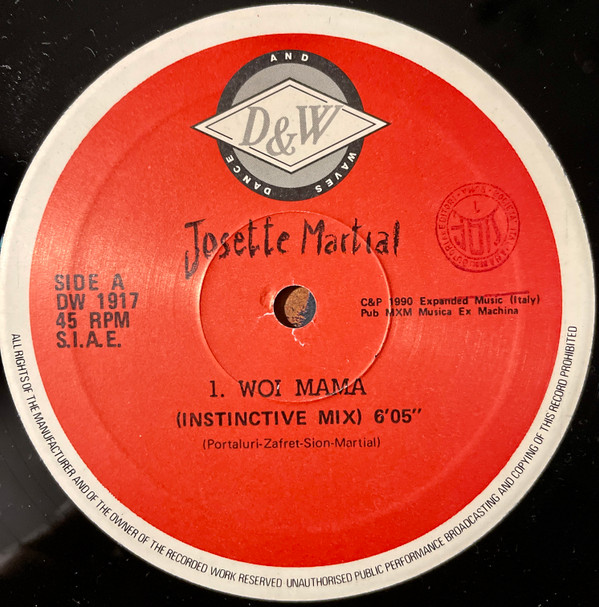 AND
D&W
DANCE WAVES
Josette Martial
SIDE A
DW 1917
45 RPM
S.I.A.E.
C&P 1990 Expanded Music (Italy)
Pub MXM Musica Ex Machina
1. WOI MAMA
(INSTINCTIVE MIX) 6'05"
(Portaluri-Zafret-Sion-Martial)
ALL RIGHTS OF THE MANUFACTURER AND OF THE OWNER OF THE RECORDED WORK RESERVED UNAUTHORISED PUBLIC PERFORMANCE BROADCASTING AND COPYING OF THIS RECORD PROHIBITED